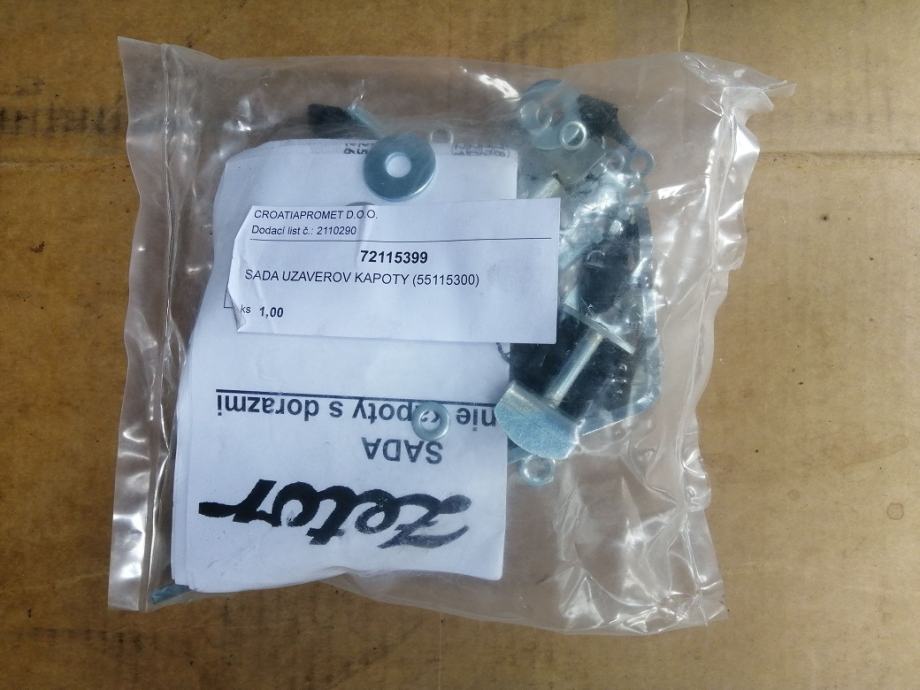 CROATIAPROMET D.O.O.
Dodací list č.: 2110290
72115399
SADA UZAVEROV KAPOTY (55115300)
ks 1,00
kapoty s dorazmi
SADA
Zetor